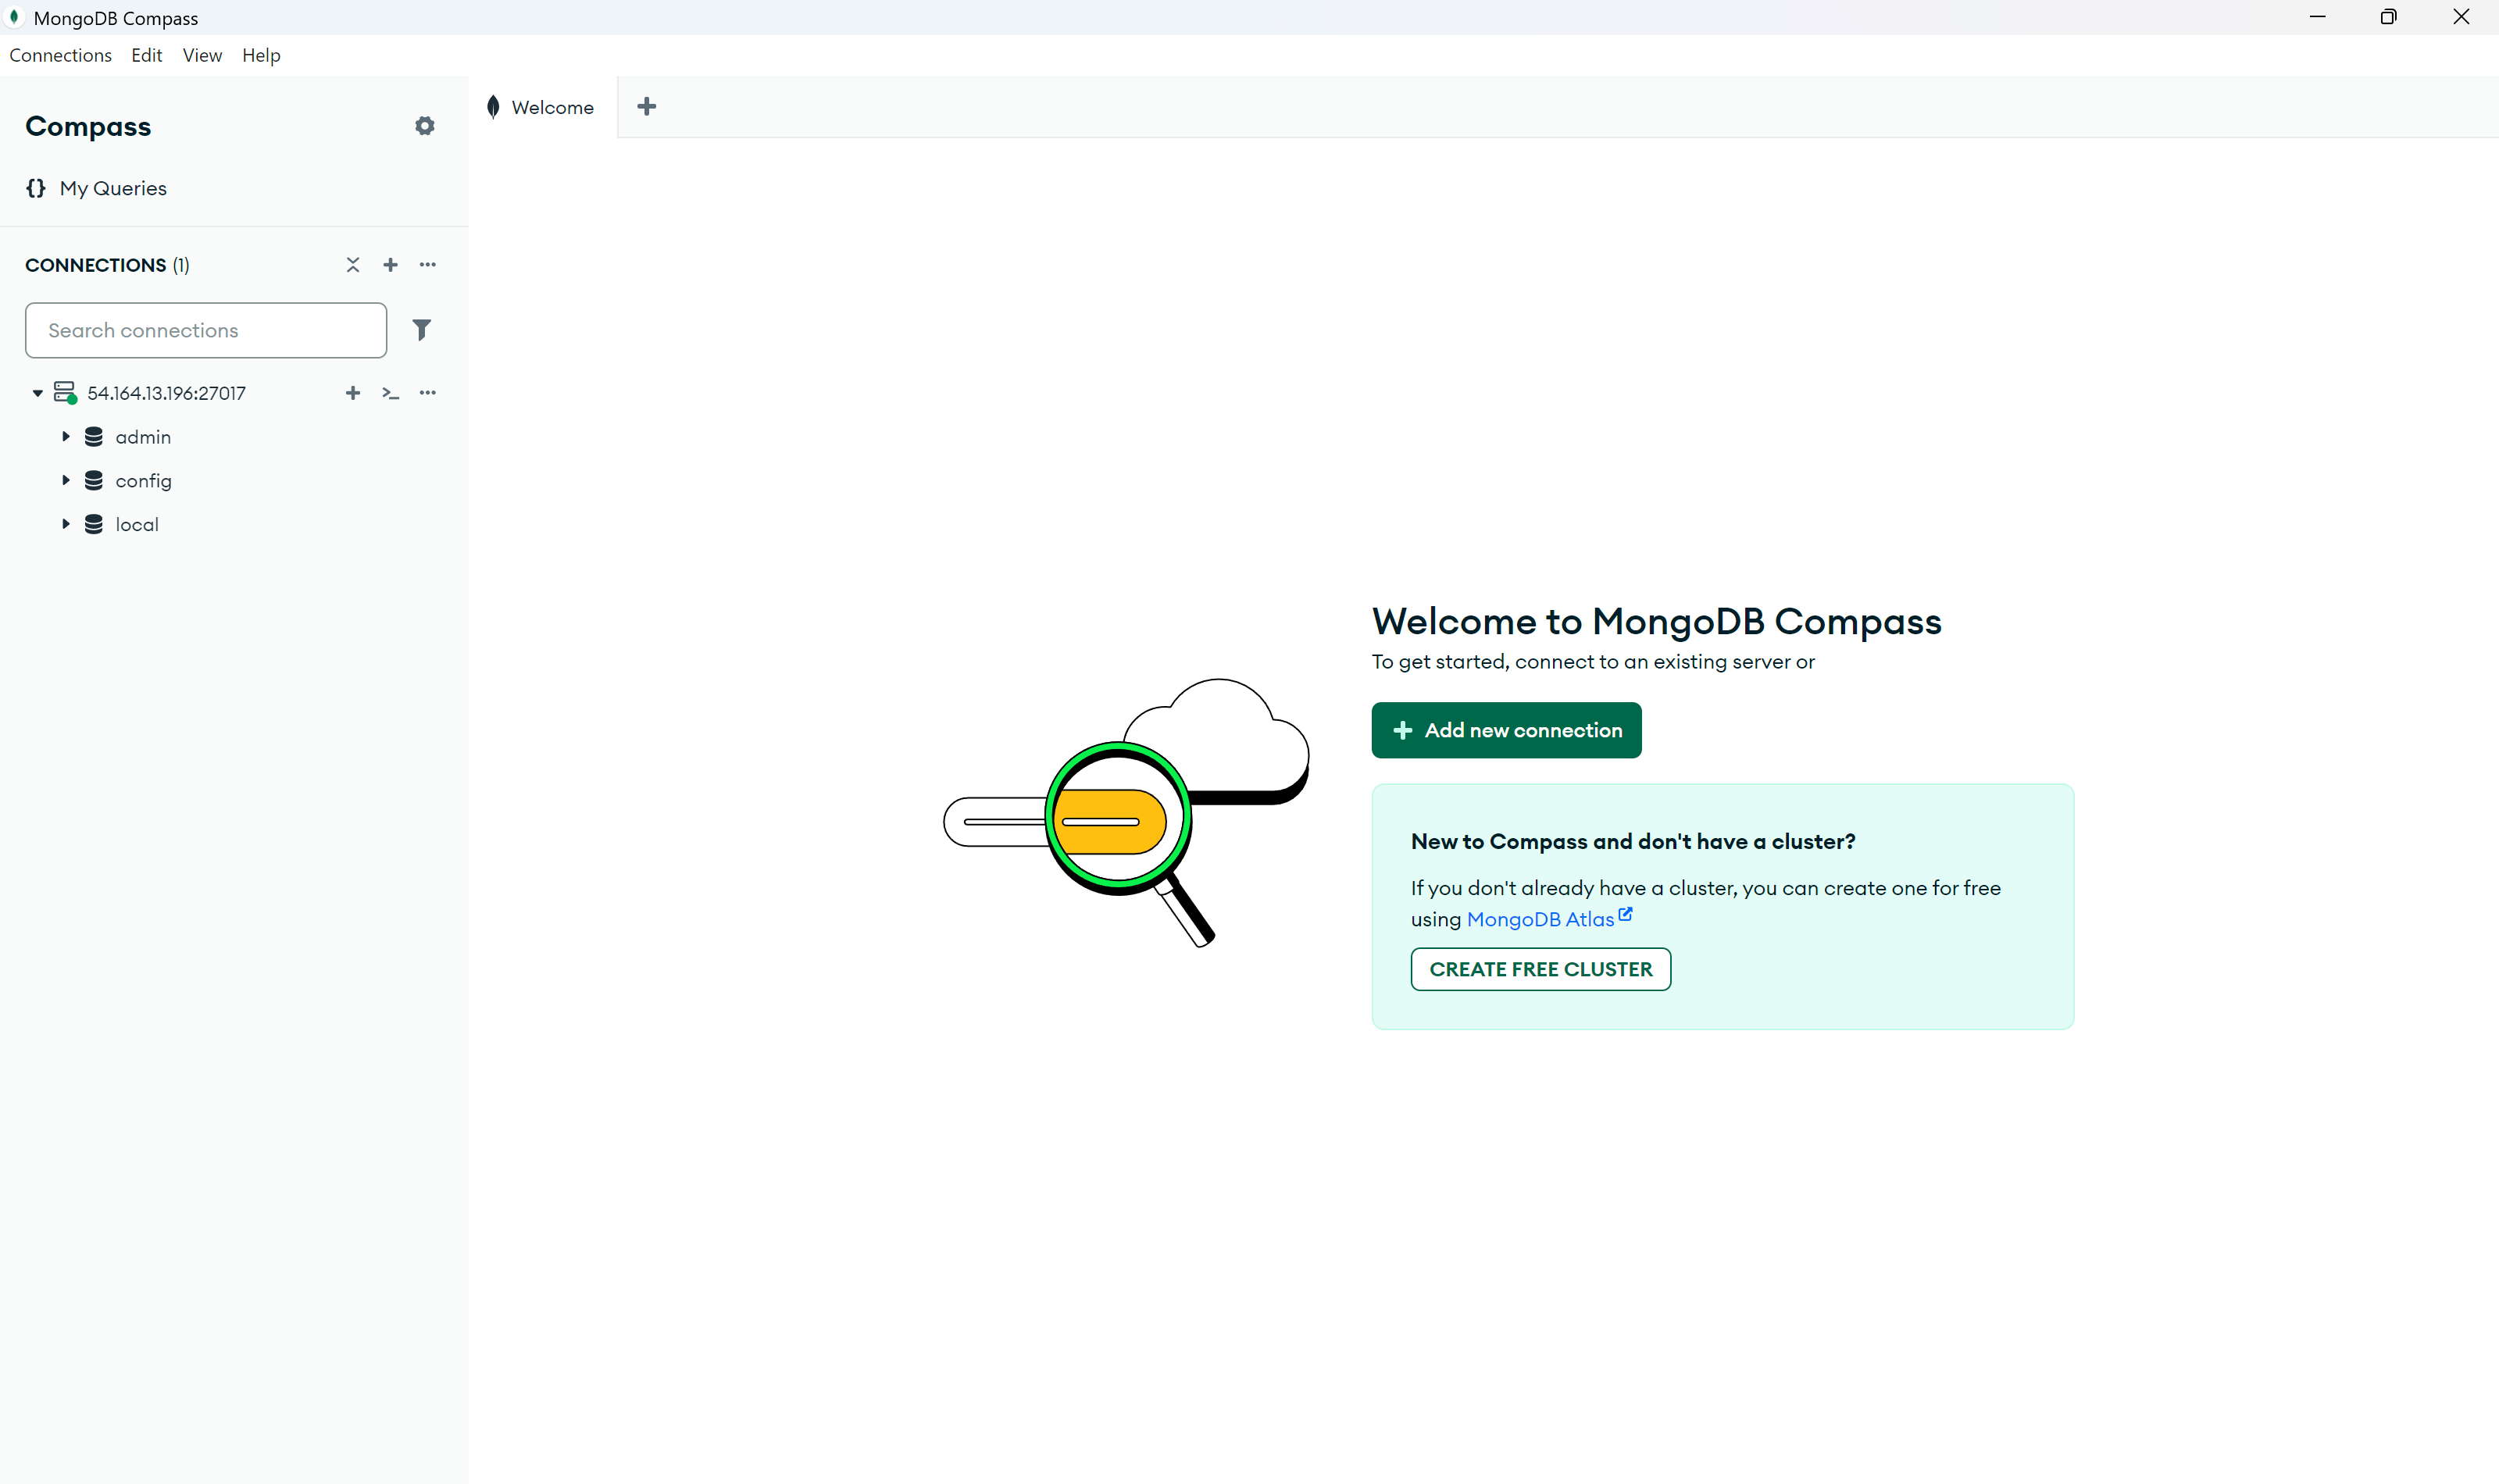 MongoDB Compass
Connections Edit View Help
Compass
Welcome
{} My Queries
CONNECTIONS (1)
Search connections
54.164.13.196:27017
admin
config
local
Welcome to MongoDB Compass
To get started, connect to an existing server or
Add new connection
New to Compass and don't have a cluster?
If you don't already have a cluster, you can create one for free
using MongoDB Atlas
CREATE FREE CLUSTER